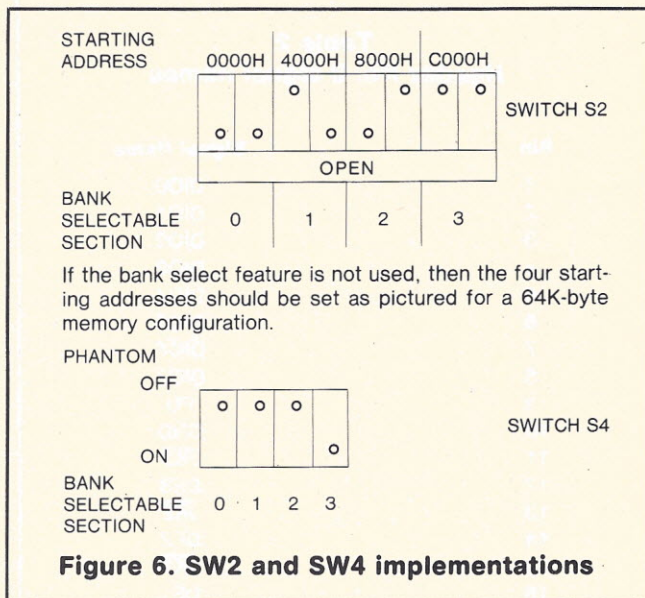 STARTING
ADDRESS 0000H 4000H 8000H C000H
SWITCH S2
OPEN
BANK
SELECTABLE 0 1 2 3
SECTION
If the bank select feature is not used, then the four start-
ing addresses should be set as pictured for a 64K-byte
memory configuration.
PHANTOM
OFF
SWITCH S4
ON
BANK
SELECTABLE 0 1 2 3
SECTION
Figure 6. SW2 and SW4 implementations